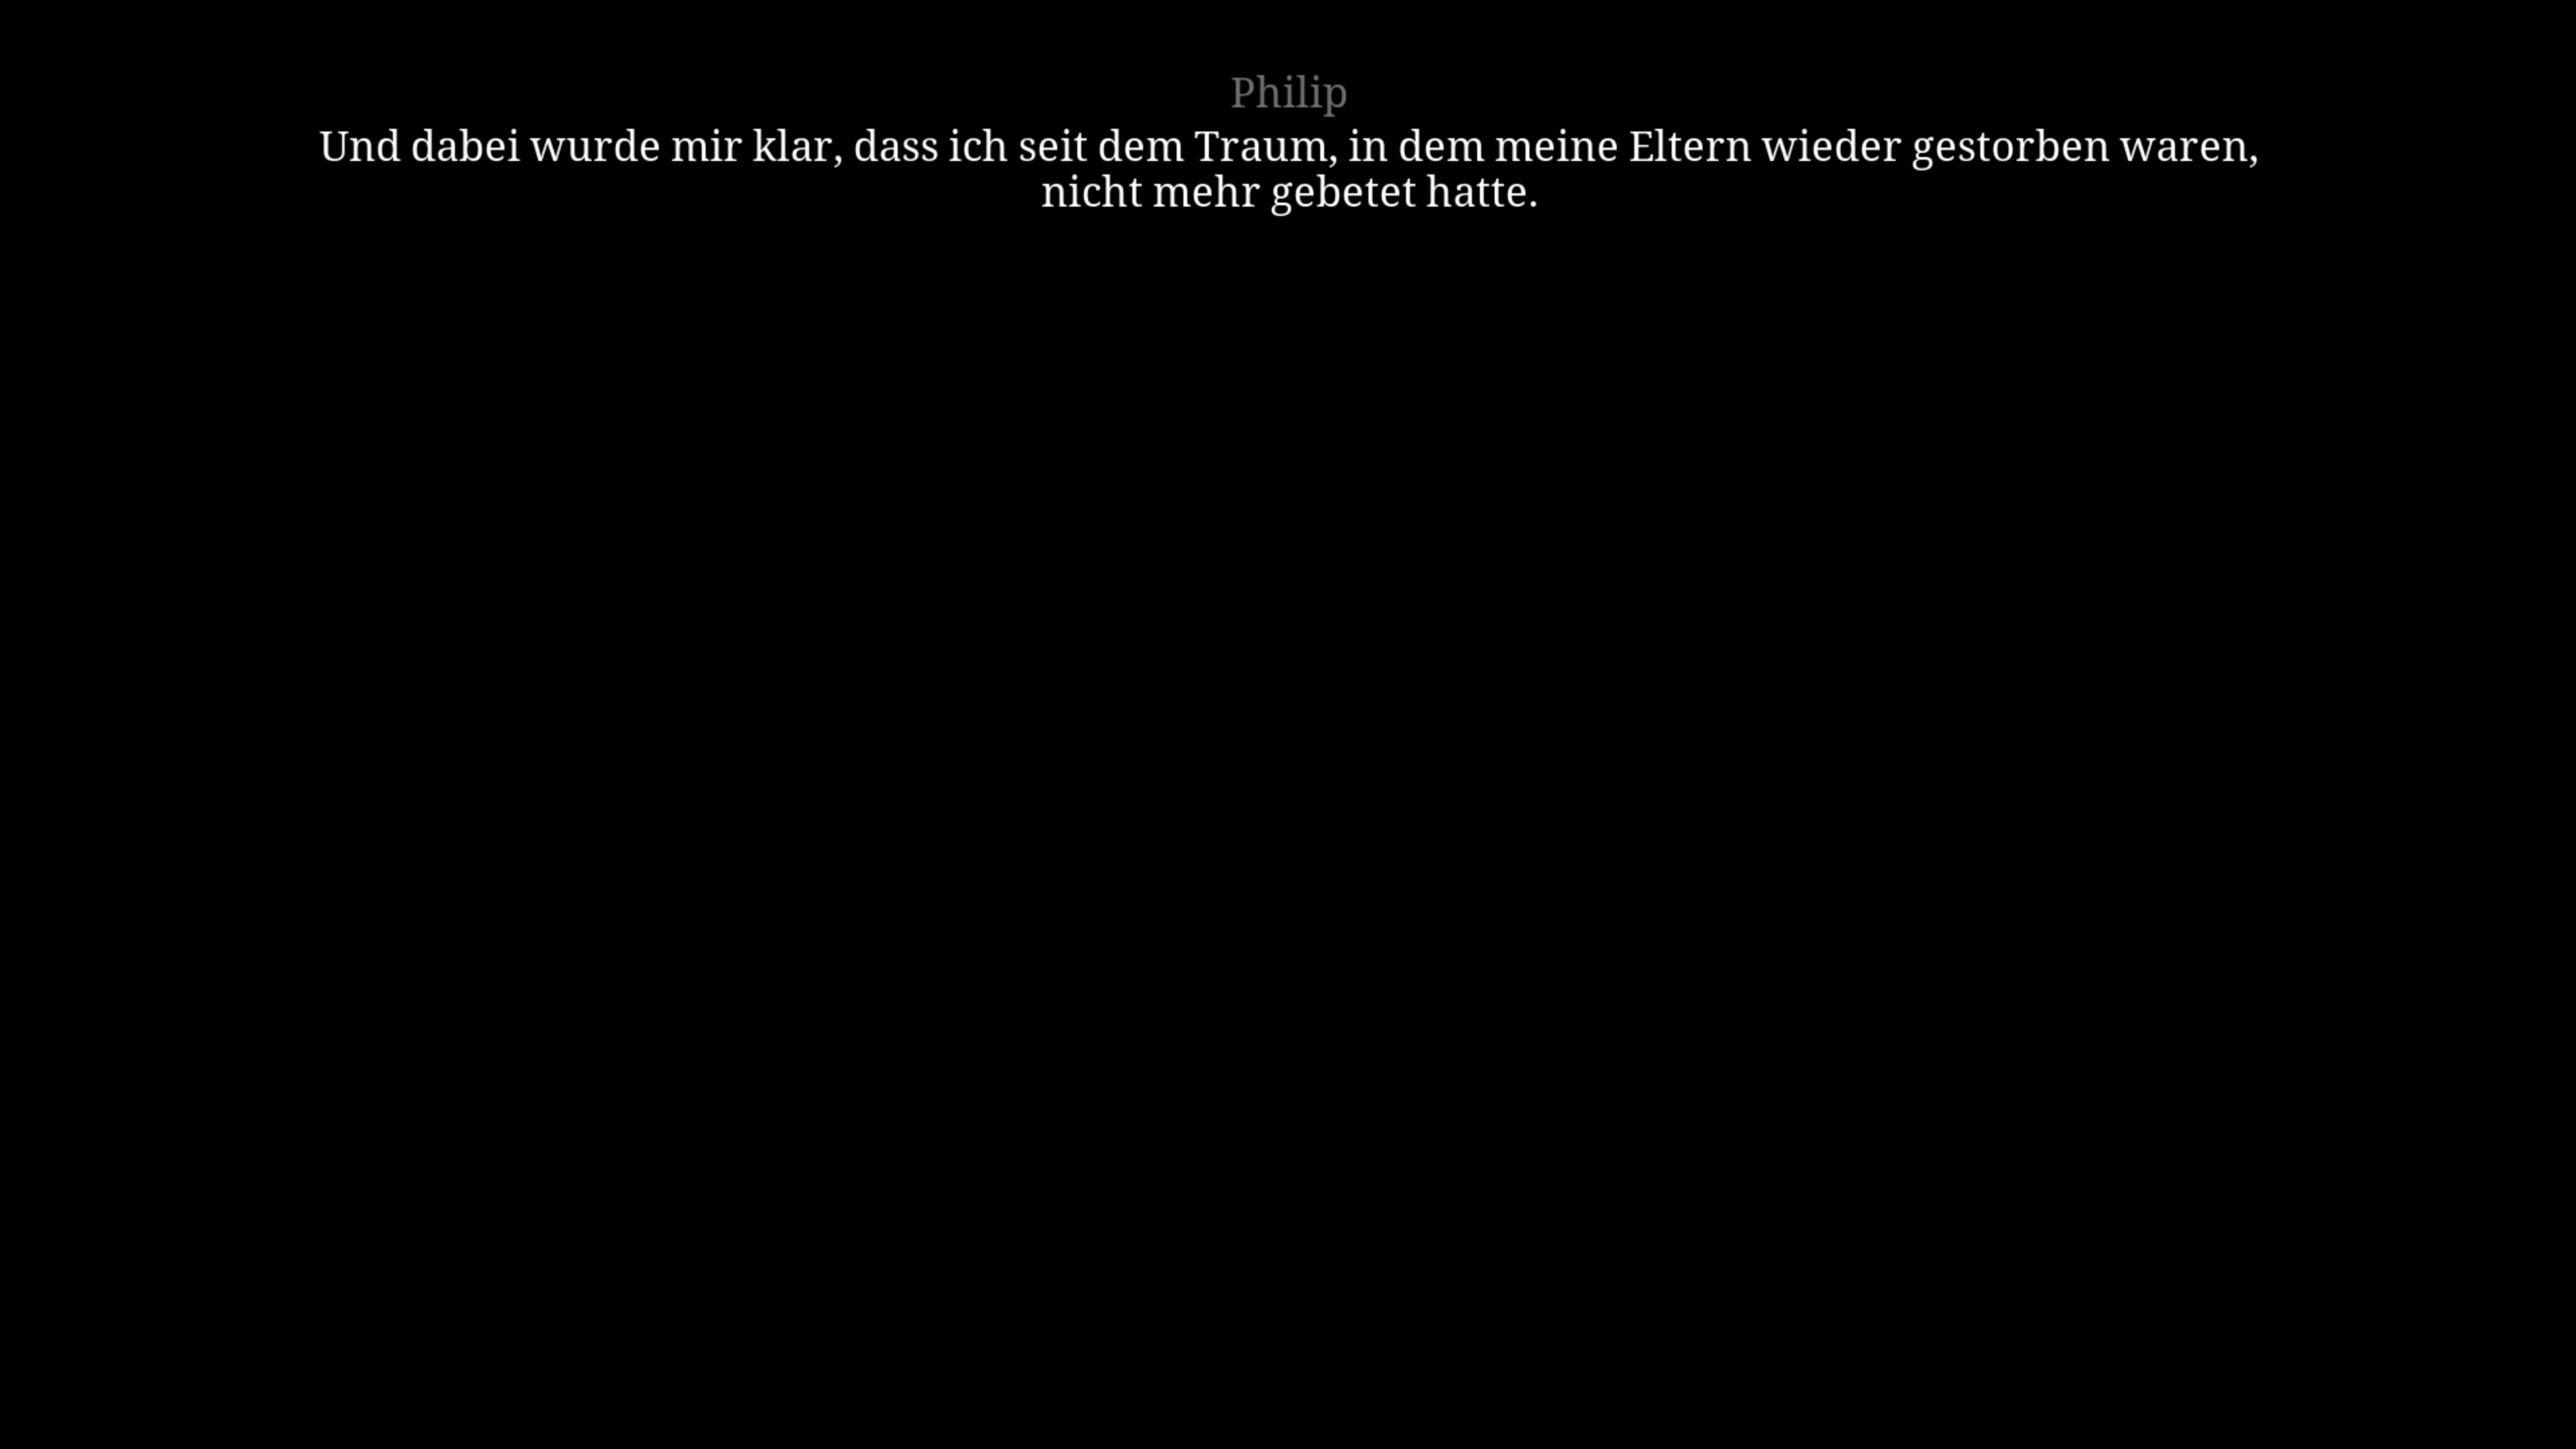 Philip
Und dabei wurde mir klar, dass ich seit dem Traum, in dem meine Eltern wieder gestorben waren,
nicht mehr gebetet hatte.